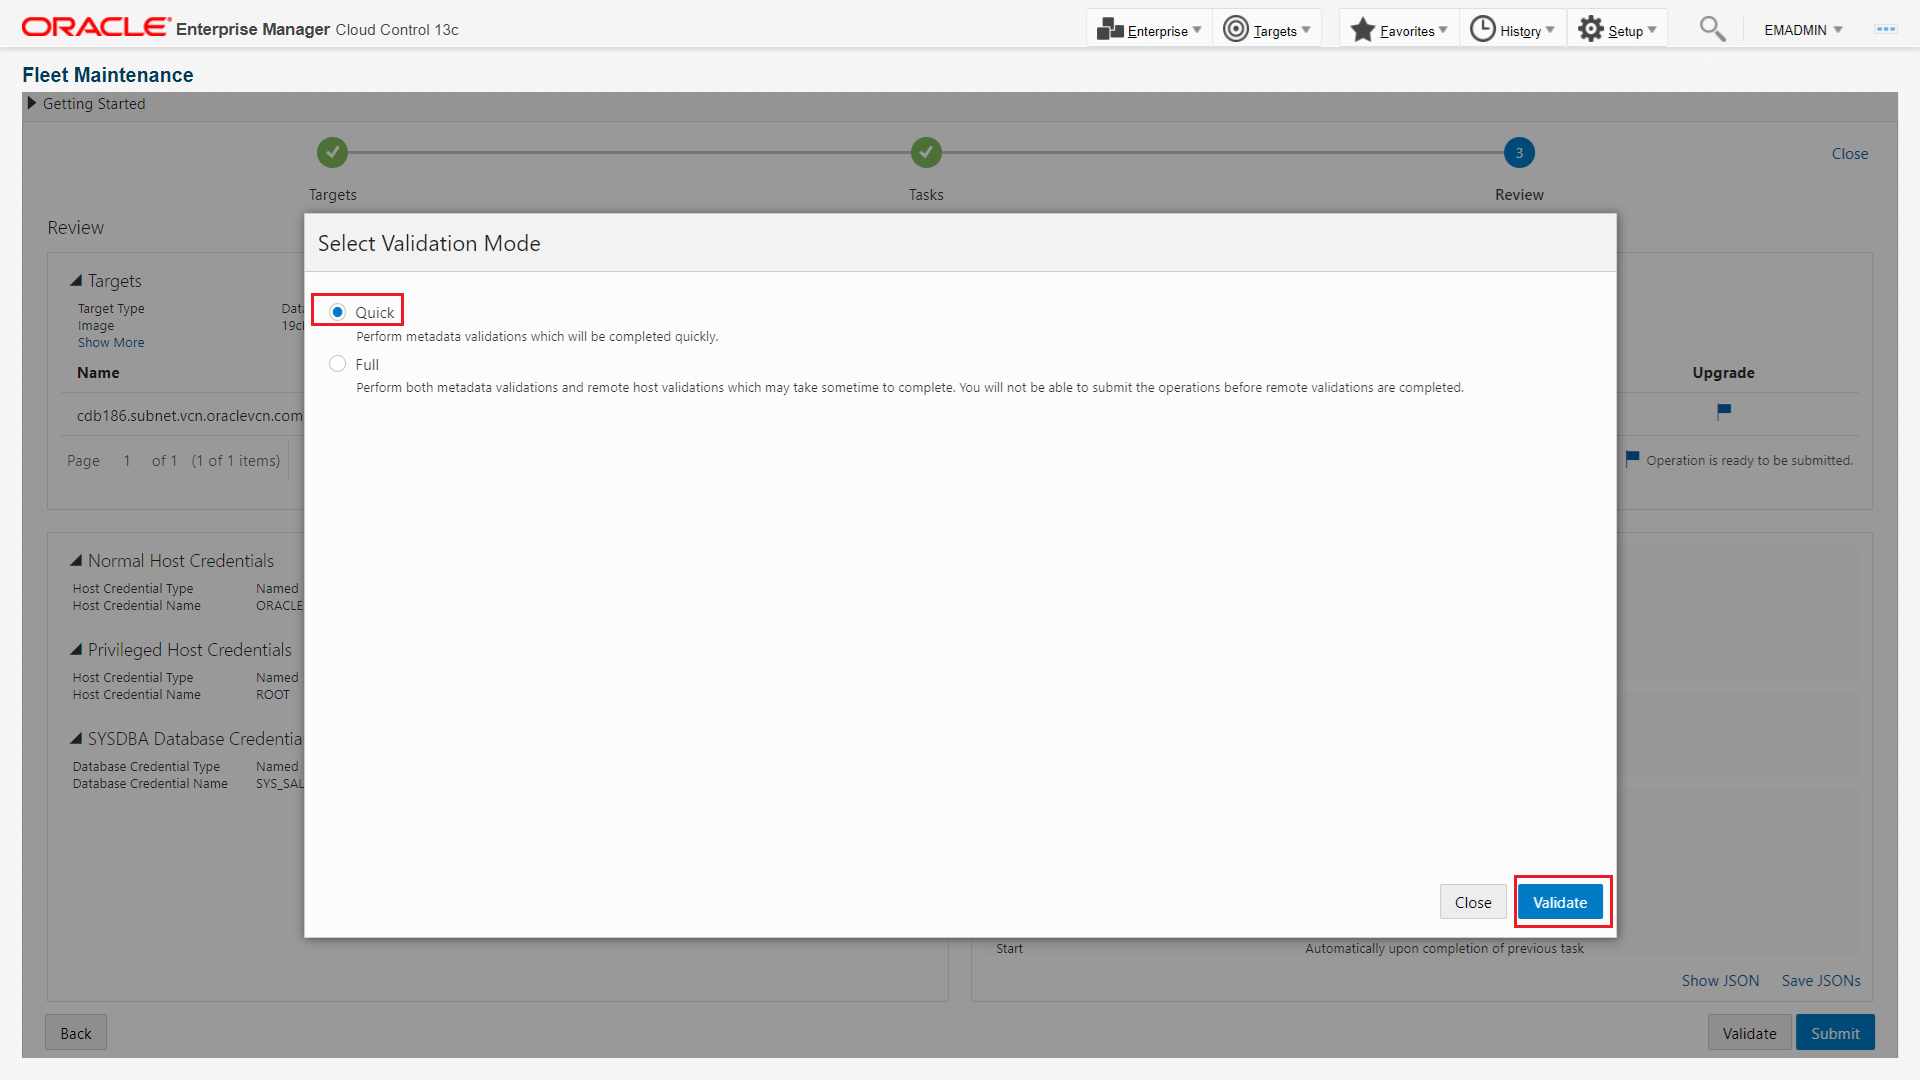 ORACLE Enterprise Manager Cloud Control 13c
Enterprise
Targets
Favorites
History
Setup
EMADMIN
Fleet Maintenance
Getting Started
3
Close
Targets
Tasks
Review
Review
Select Validation Mode
Targets
Target Type
Image 19c
Show More
Name
Upgrade
cdb186.subnet.vcn.oraclevcn.com
Page 1 of 1 (1 of 1 items)
Operation is ready to be submitted.
Quick
Perform metadata validations which will be completed quickly.
Full
Perform both metadata validations and remote host validations which may take sometime to complete. You will not be able to submit the operations before remote validations are completed.
Normal Host Credentials
Host Credential Type Named
Host Credential Name ORACLE
Privileged Host Credentials
Host Credential Type Named
Host Credential Name ROOT
SYSDBA Database Credentia
Database Credential Type Named
Database Credential Name SYS_SAL
Close
Validate
Start Automatically upon completion of previous task
Show JSON Save JSONs
Back
Validate
Submit